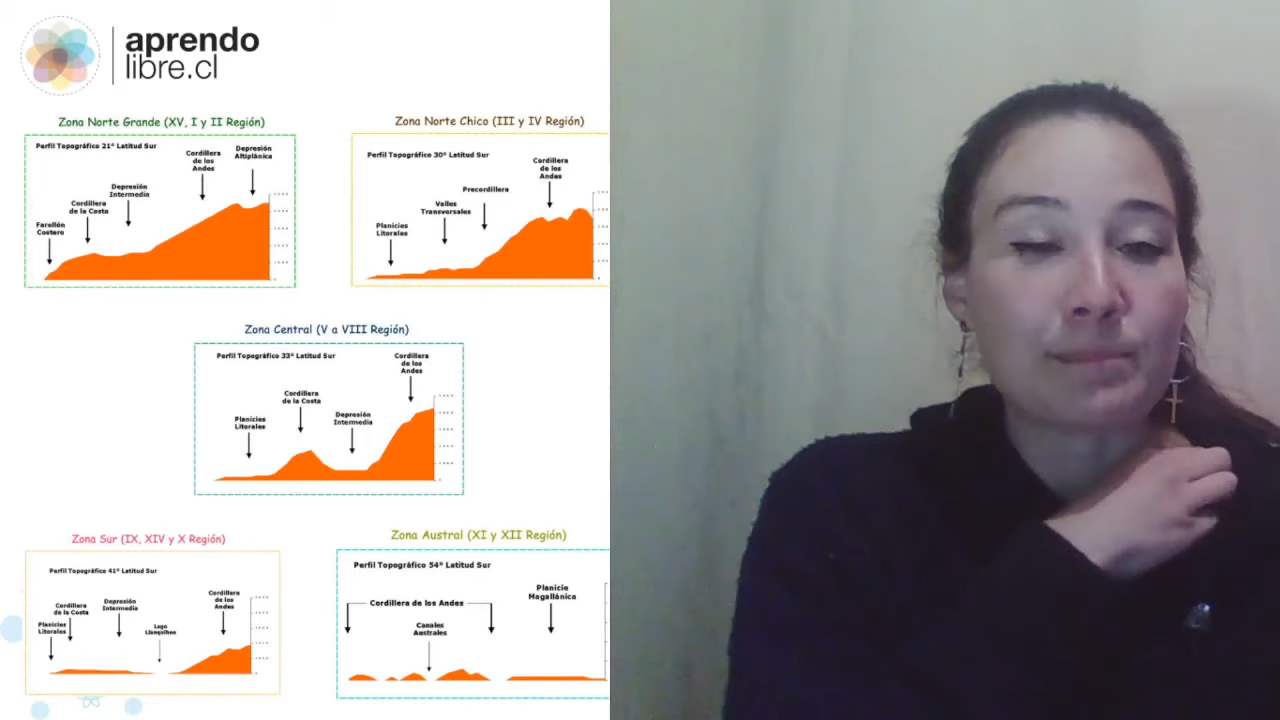 aprendo
libre.cl
Zona Norte Grande (XV, I y II Región)
Perfil Topográfico 21° Latitud Sur
Farellón
Costero
Cordillera
de la Costa
Depresión
Intermedia
Cordillera
de los
Andes
Depresión
Altiplánica
Zona Norte Chico (III y IV Región)
Perfil Topográfico 30° Latitud Sur
Planicies
Litorales
Valles
Transversales
Precordillera
Cordillera
de los
Andes
Zona Central (V a VIII Región)
Perfil Topográfico 33° Latitud Sur
Planicies
Litorales
Cordillera
de la Costa
Depresión
Intermedia
Cordillera
de los
Andes
Zona Sur (IX, XIV y X Región)
Perfil Topográfico 41° Latitud Sur
Planicies
Litorales
Cordillera
de la Costa
Depresión
Intermedia
Lago
Cordillera
de los
Andes
Zona Austral (XI y XII Región)
Perfil Topográfico 54° Latitud Sur
Cordillera de los Andes
Canales
Australes
Planicie
Magallánica